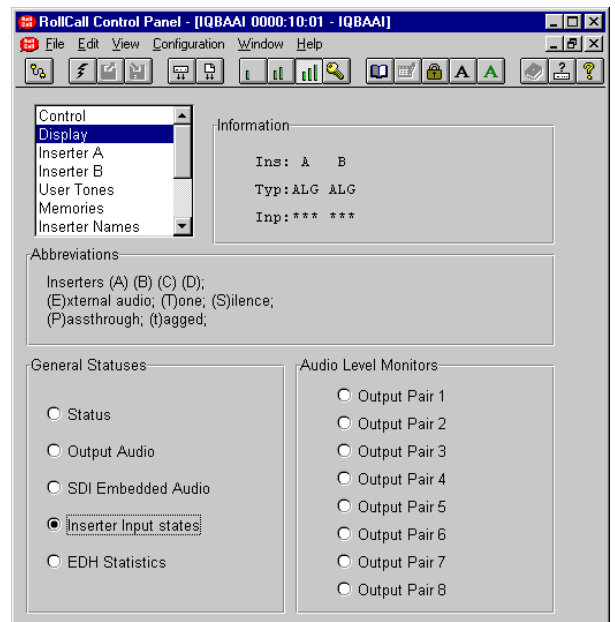 RollCall Control Panel - [IQBAAI 0000:10:01 - IQBAAI]
File Edit View Configuration Window Help
A A
Control
Display
Inserter A
Inserter B
User Tones
Memories
Inserter Names
Information
Ins: A B
Typ:ALG ALG
Inp:*** ***
Abbreviations
Inserters (A) (B) (C) (D);
(E)xternal audio; (T)one; (S)ilence;
(P)assthrough; (t)agged;
General Statuses
Status
Output Audio
SDI Embedded Audio
Inserter Input states
EDH Statistics
Audio Level Monitors
Output Pair 1
Output Pair 2
Output Pair 3
Output Pair 4
Output Pair 5
Output Pair 6
Output Pair 7
Output Pair 8